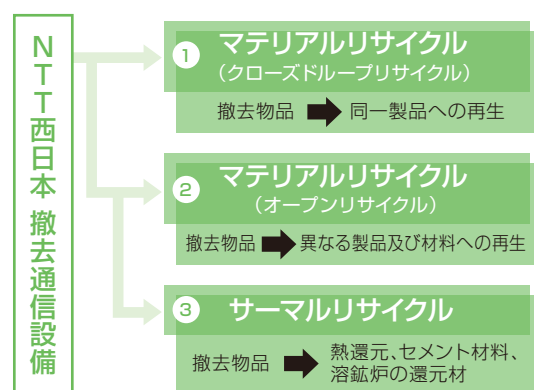 NTT西日本 撤去通信設備
1 マテリアルリサイクル
(クローズドループリサイクル)
撤去物品 ➡ 同一製品への再生
2 マテリアルリサイクル
(オープンリサイクル)
撤去物品 ➡ 異なる製品及び材料への再生
3 サーマルリサイクル
撤去物品 ➡ 熱還元、セメント材料、
溶鉱炉の還元材